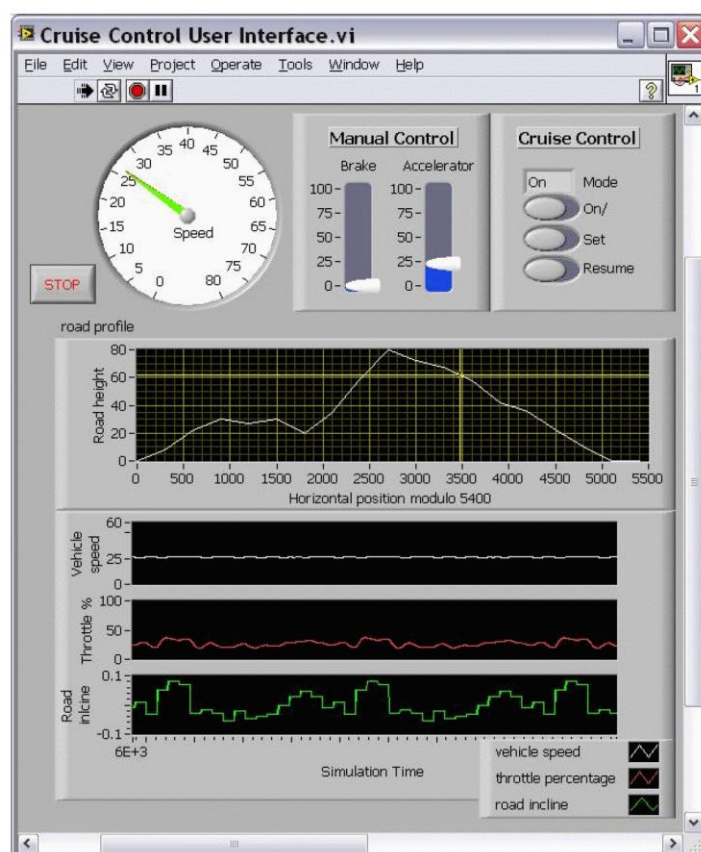 Cruise Control User Interface.vi
File Edit View Project Operate Tools Window Help
?
1
0 5 10 15 20 25 30 35 40 45 50 55 60 65 70 75 80
Speed
STOP
Manual Control
Brake Accelerator
100 100
75 75
50 50
25 25
0 0
Cruise Control
On Mode
On/
Set
Resume
road profile
Road height
80
60
40
20
0
0 500 1000 1500 2000 2500 3000 3500 4000 4500 5000 5500
Horizontal position modulo 5400
Vehicle speed
60
25
0
Throttle %
100
50
0
Road inlcine
0.1
-0.1
6E+3
Simulation Time
vehicle speed
throttle percentage
road incline